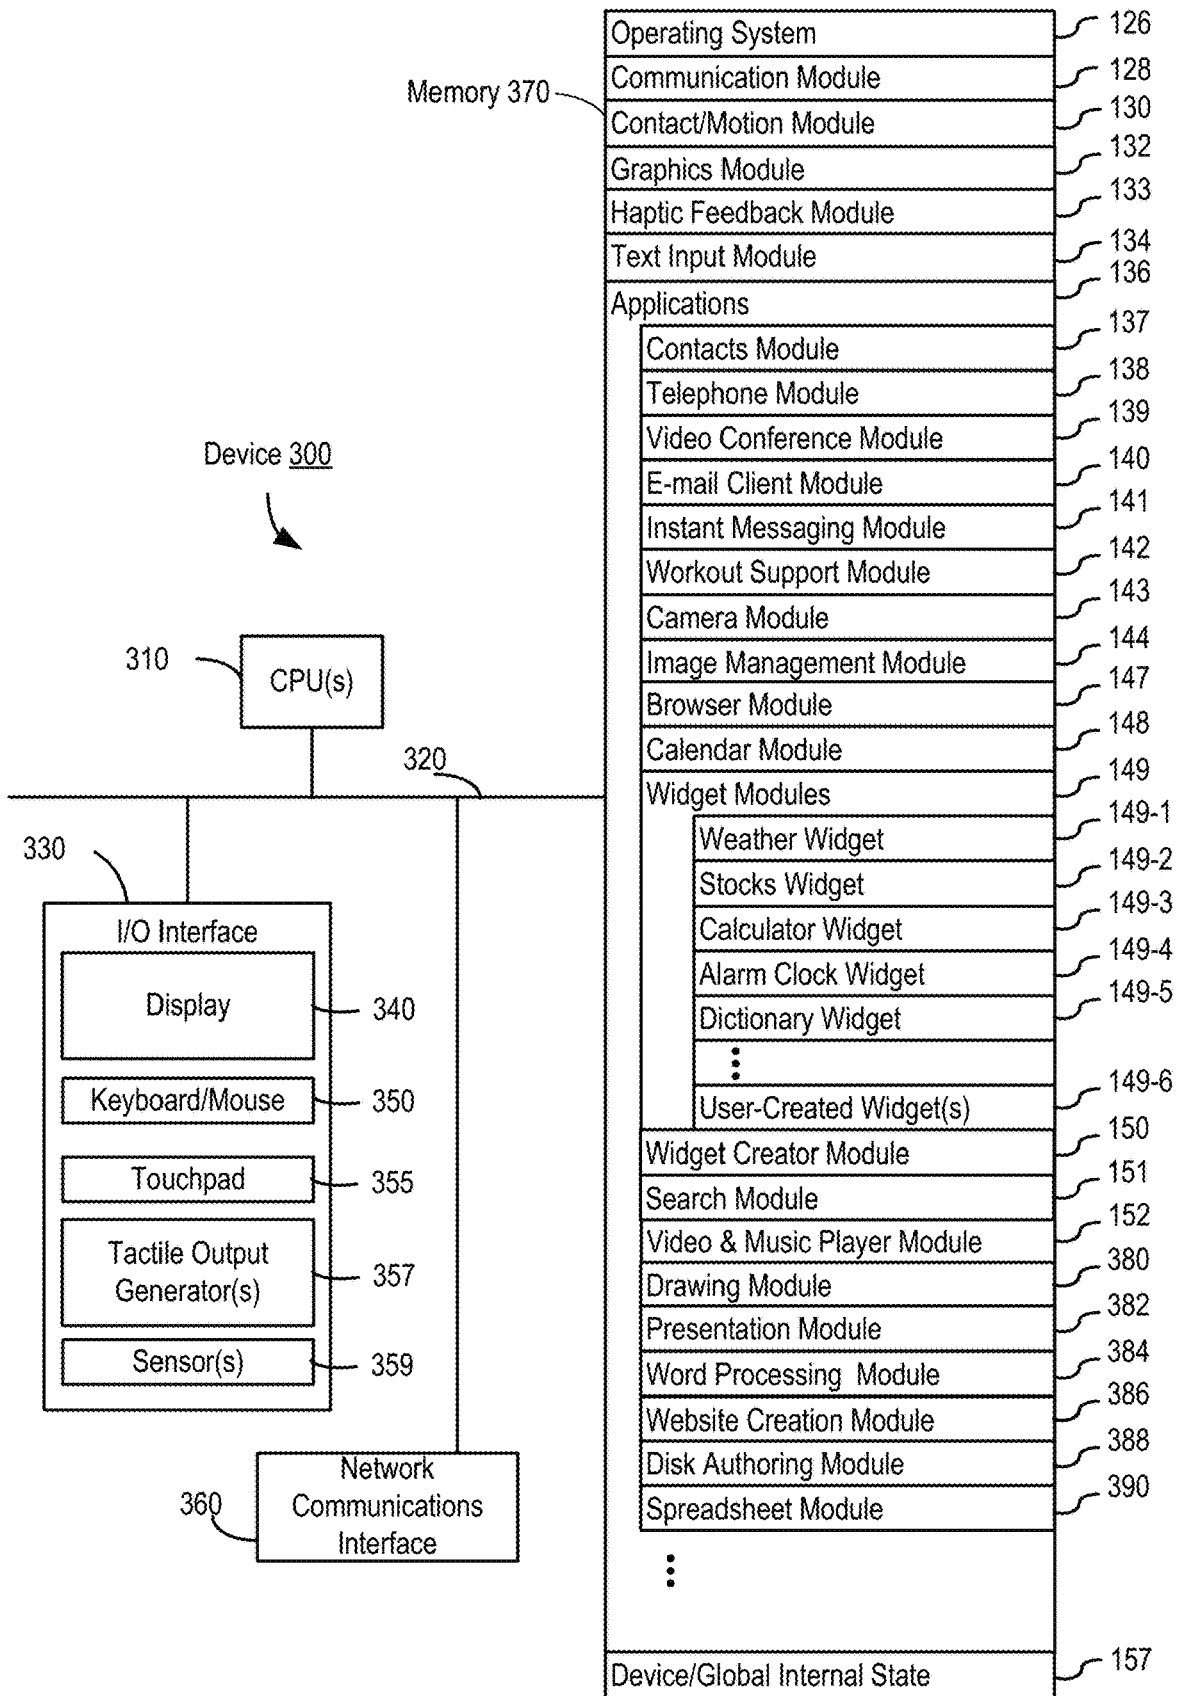 Operating System 126
Communication Module 128
Memory 370
Contact/Motion Module 130
Graphics Module 132
Haptic Feedback Module 133
Text Input Module 134
Applications 136
Contacts Module 137
Telephone Module 138
Video Conference Module 139
E-mail Client Module 140
Instant Messaging Module 141
Workout Support Module 142
Camera Module 143
Image Management Module 144
Browser Module 147
Calendar Module 148
Widget Modules 149
Weather Widget 149-1
Stocks Widget 149-2
Calculator Widget 149-3
Alarm Clock Widget 149-4
Dictionary Widget 149-5
User-Created Widget(s) 149-6
Widget Creator Module 150
Search Module 151
Video & Music Player Module 152
Drawing Module 380
Presentation Module 382
Word Processing Module 384
Website Creation Module 386
Disk Authoring Module 388
Spreadsheet Module 390
Device/Global Internal State 157
Device 300
310
CPU(s)
320
330
I/O Interface
Display 340
Keyboard/Mouse 350
Touchpad 355
Tactile Output
Generator(s) 357
Sensor(s) 359
360
Network
Communications
Interface